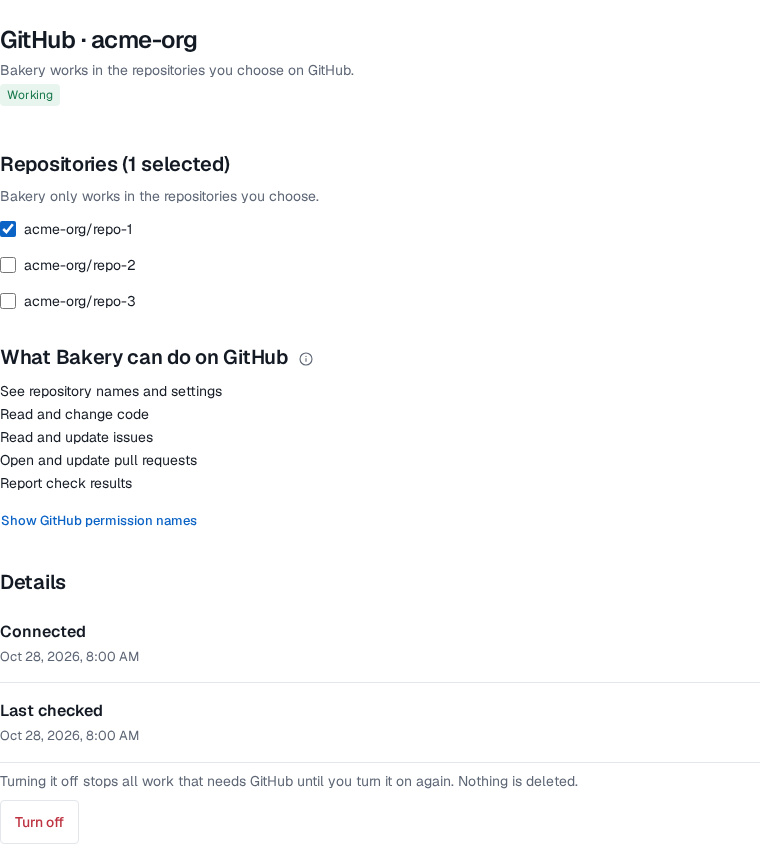 GitHub · acme-org
Bakery works in the repositories you choose on GitHub.
Working
Repositories (1 selected)
Bakery only works in the repositories you choose.
acme-org/repo-1
acme-org/repo-2
acme-org/repo-3
What Bakery can do on GitHub
See repository names and settings
Read and change code
Read and update issues
Open and update pull requests
Report check results
Show GitHub permission names
Details
Connected
Oct 28, 2026, 8:00 AM
Last checked
Oct 28, 2026, 8:00 AM
Turning it off stops all work that needs GitHub until you turn it on again. Nothing is deleted.
Turn off